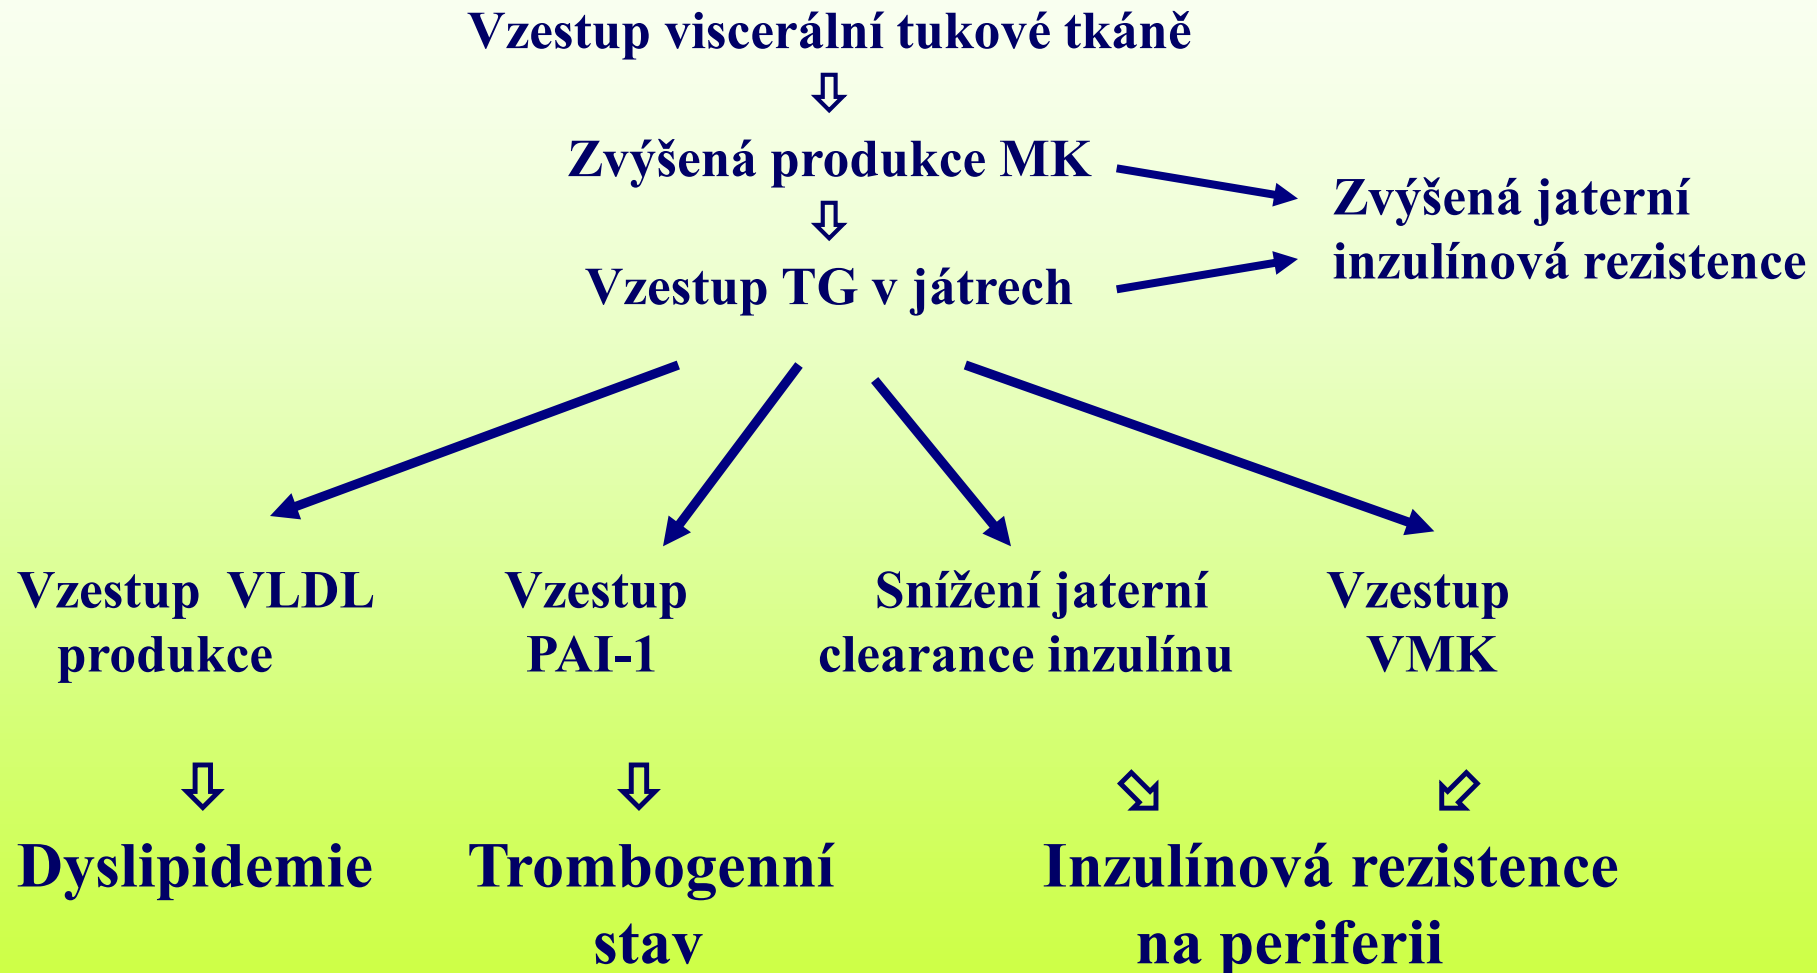 Vzestup viscerální tukové tkáně
Zvýšená produkce MK
Zvýšená jaterní
inzulínová rezistence
Vzestup TG v játrech
Vzestup VLDL
produkce
Vzestup
PAI-1
Snížení jaterní
clearance inzulínu
Vzestup
VMK
Dyslipidemie
Trombogenní
stav
Inzulínová rezistence
na periferii